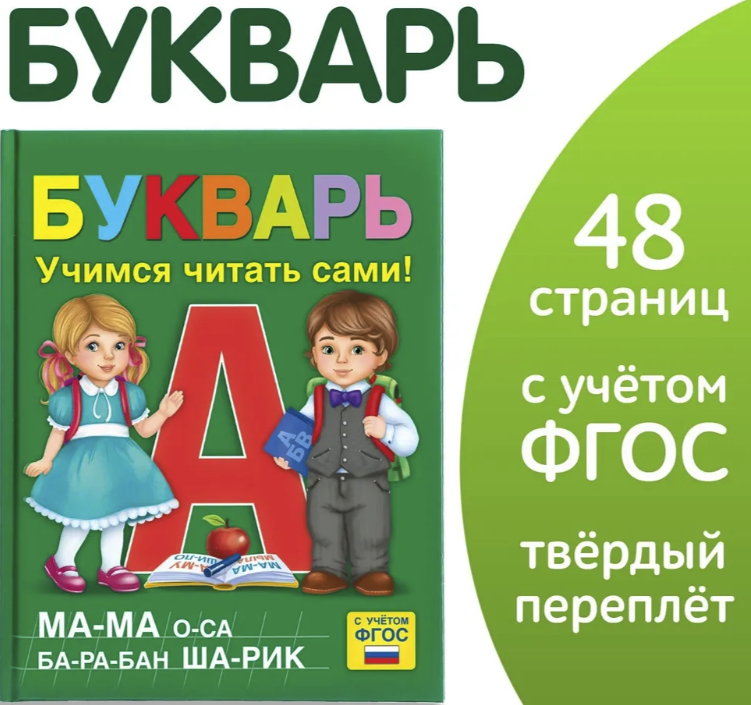 БУКВАРЬ
БУКВАРЬ
Учимся читать сами!
А
АБВ
МА-МА О-СА
БА-РА-БАН ША-РИК
С УЧЁТОМ
ФГОС
48
страниц
с учётом
ФГОС
твёрдый
переплёт